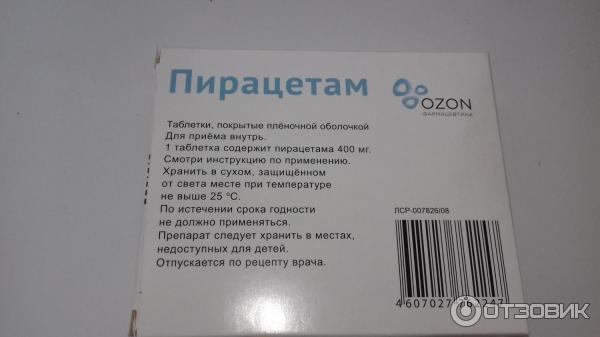 Пирацетам
OZON
ФАРМАЦЕВТИКА
Таблетки, покрытые плёночной оболочкой
Для приёма внутрь.
1 таблетка содержит пирацетама 400 мг.
Смотри инструкцию по применению.
Хранить в сухом, защищённом
от света месте при температуре
не выше 25 °С.
По истечении срока годности
не должно применяться.
Препарат следует хранить в местах,
недоступных для детей.
Отпускается по рецепту врача.
ЛСР-007826/08
4607027
ОТЗОВИК